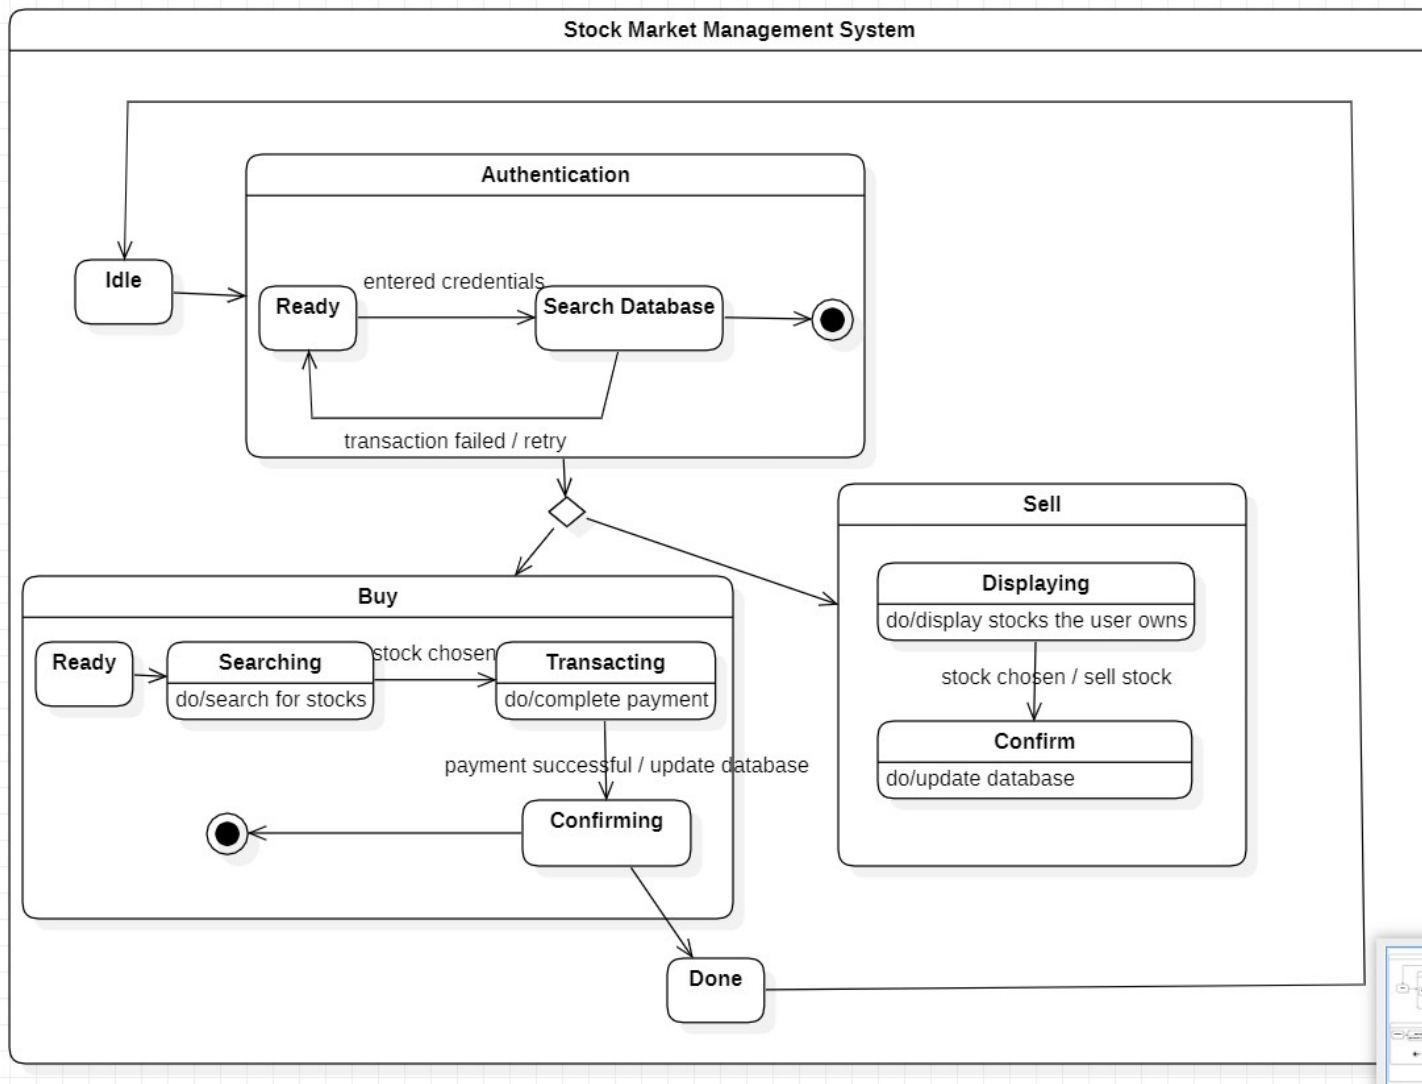 Stock Market Management System
Authentication
Idle
entered credentials
Ready
Search Database
transaction failed / retry
Sell
Displaying
do/display stocks the user owns
stock chosen / sell stock
Confirm
do/update database
Buy
Ready
Searching
do/search for stocks
stock chosen
Transacting
do/complete payment
payment successful / update database
Confirming
Done